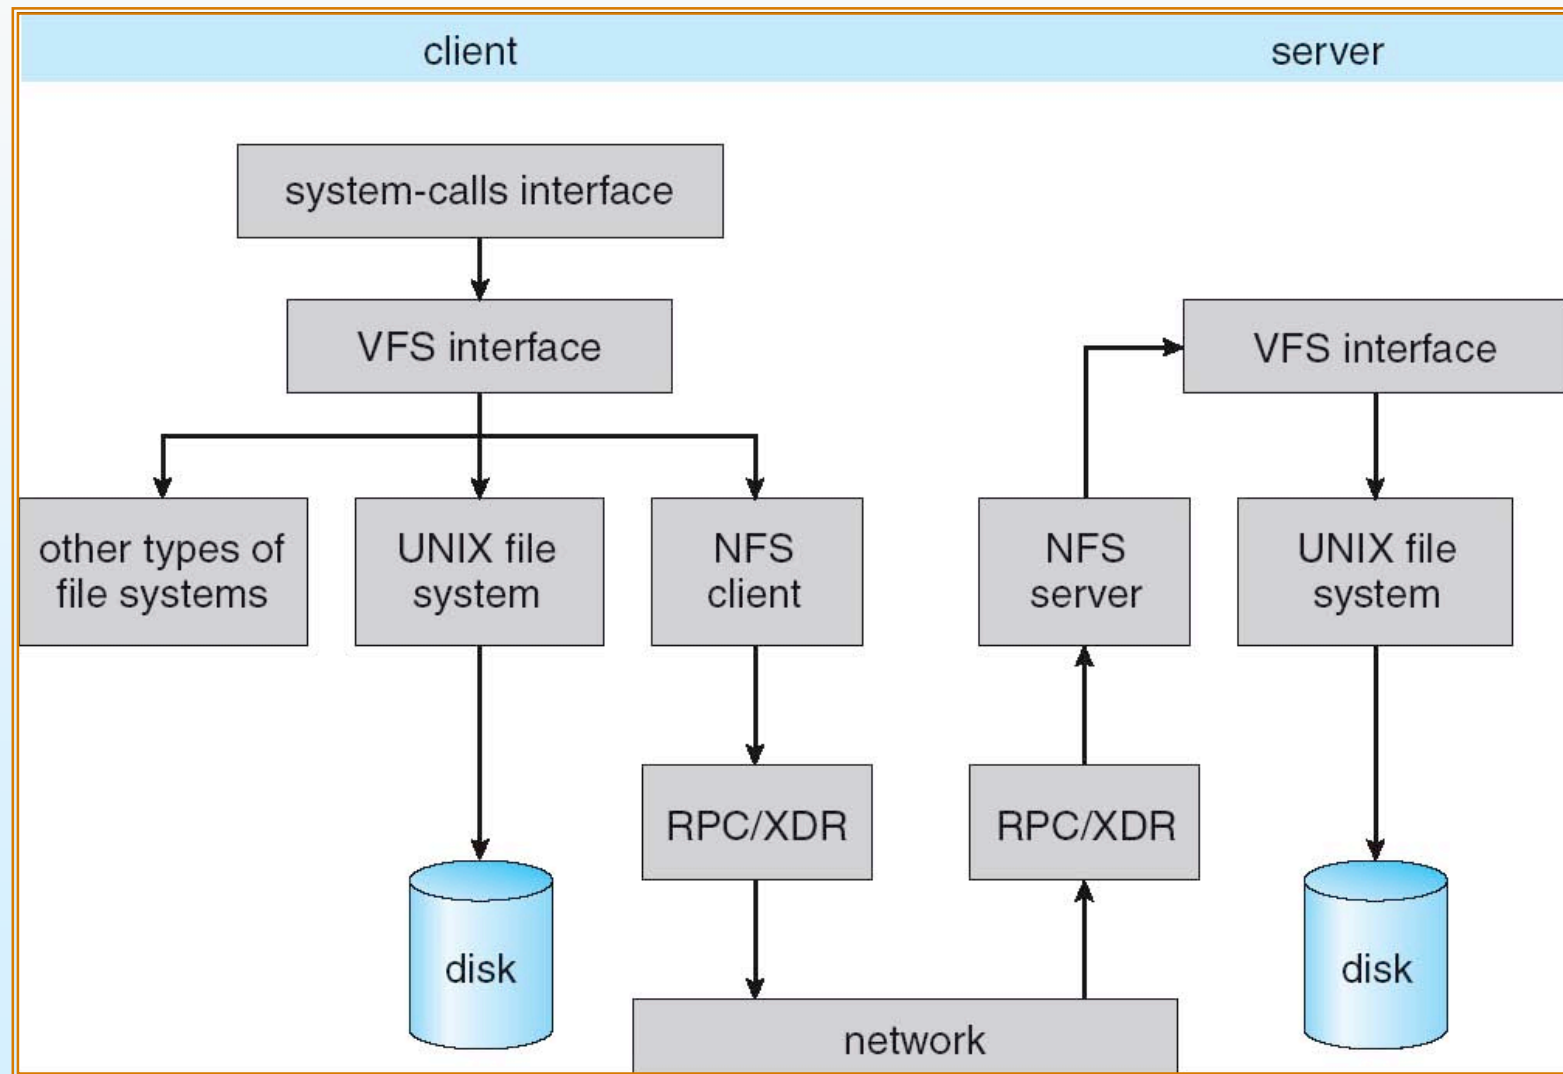 client
server
system-calls interface
VFS interface
VFS interface
other types of
file systems
UNIX file
system
NFS
client
NFS
server
UNIX file
system
RPC/XDR
RPC/XDR
disk
disk
network